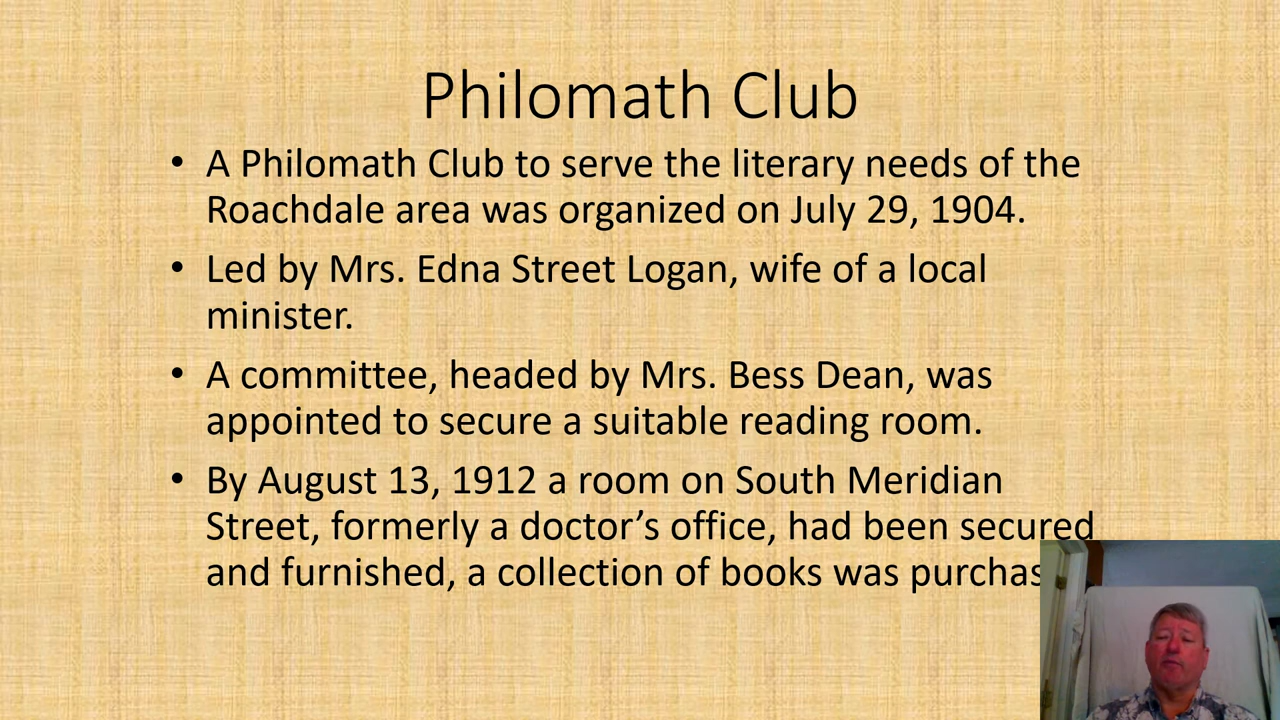 Philomath Club
• A Philomath Club to serve the literary needs of the
Roachdale area was organized on July 29, 1904.
• Led by Mrs. Edna Street Logan, wife of a local
minister.
• A committee, headed by Mrs. Bess Dean, was
appointed to secure a suitable reading room.
• By August 13, 1912 a room on South Meridian
Street, formerly a doctor’s office, had been secured
and furnished, a collection of books was purchas